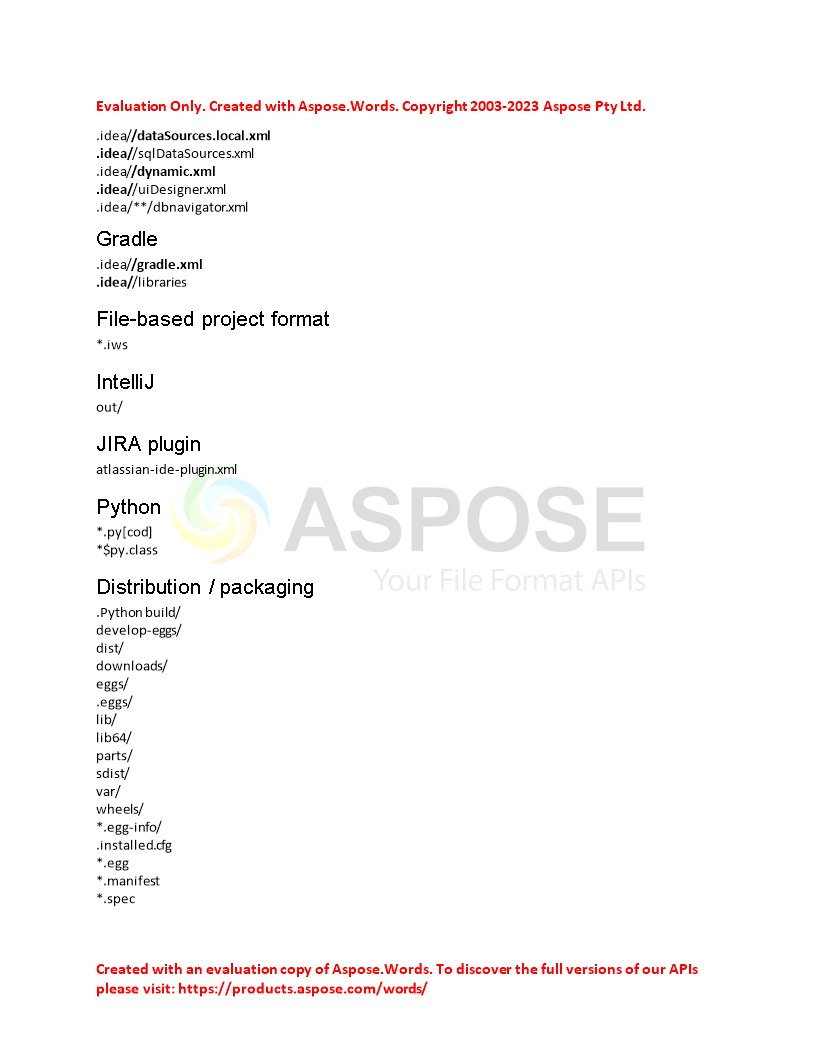 Evaluation Only. Created with Aspose.Words. Copyright 2003-2023 Aspose Pty Ltd.
.idea//dataSources.local.xml
.idea//sqlDataSources.xml
.idea//dynamic.xml
.idea//uiDesigner.xml
.idea/**/dbnavigator.xml
Gradle
.idea//gradle.xml
.idea//libraries
File-based project format
*.iws
IntelliJ
out/
JIRA plugin
atlassian-ide-plugin.xml
Python
*.py[cod]
*$py.class
ASPOSE
Your File Format APIs
Distribution / packaging
.Python build/
develop-eggs/
dist/
downloads/
eggs/
.eggs/
lib/
lib64/
parts/
sdist/
var/
wheels/
*.egg-info/
.installed.cfg
*.egg
*.manifest
*.spec
Created with an evaluation copy of Aspose.Words. To discover the full versions of our APIs
please visit: https://products.aspose.com/words/